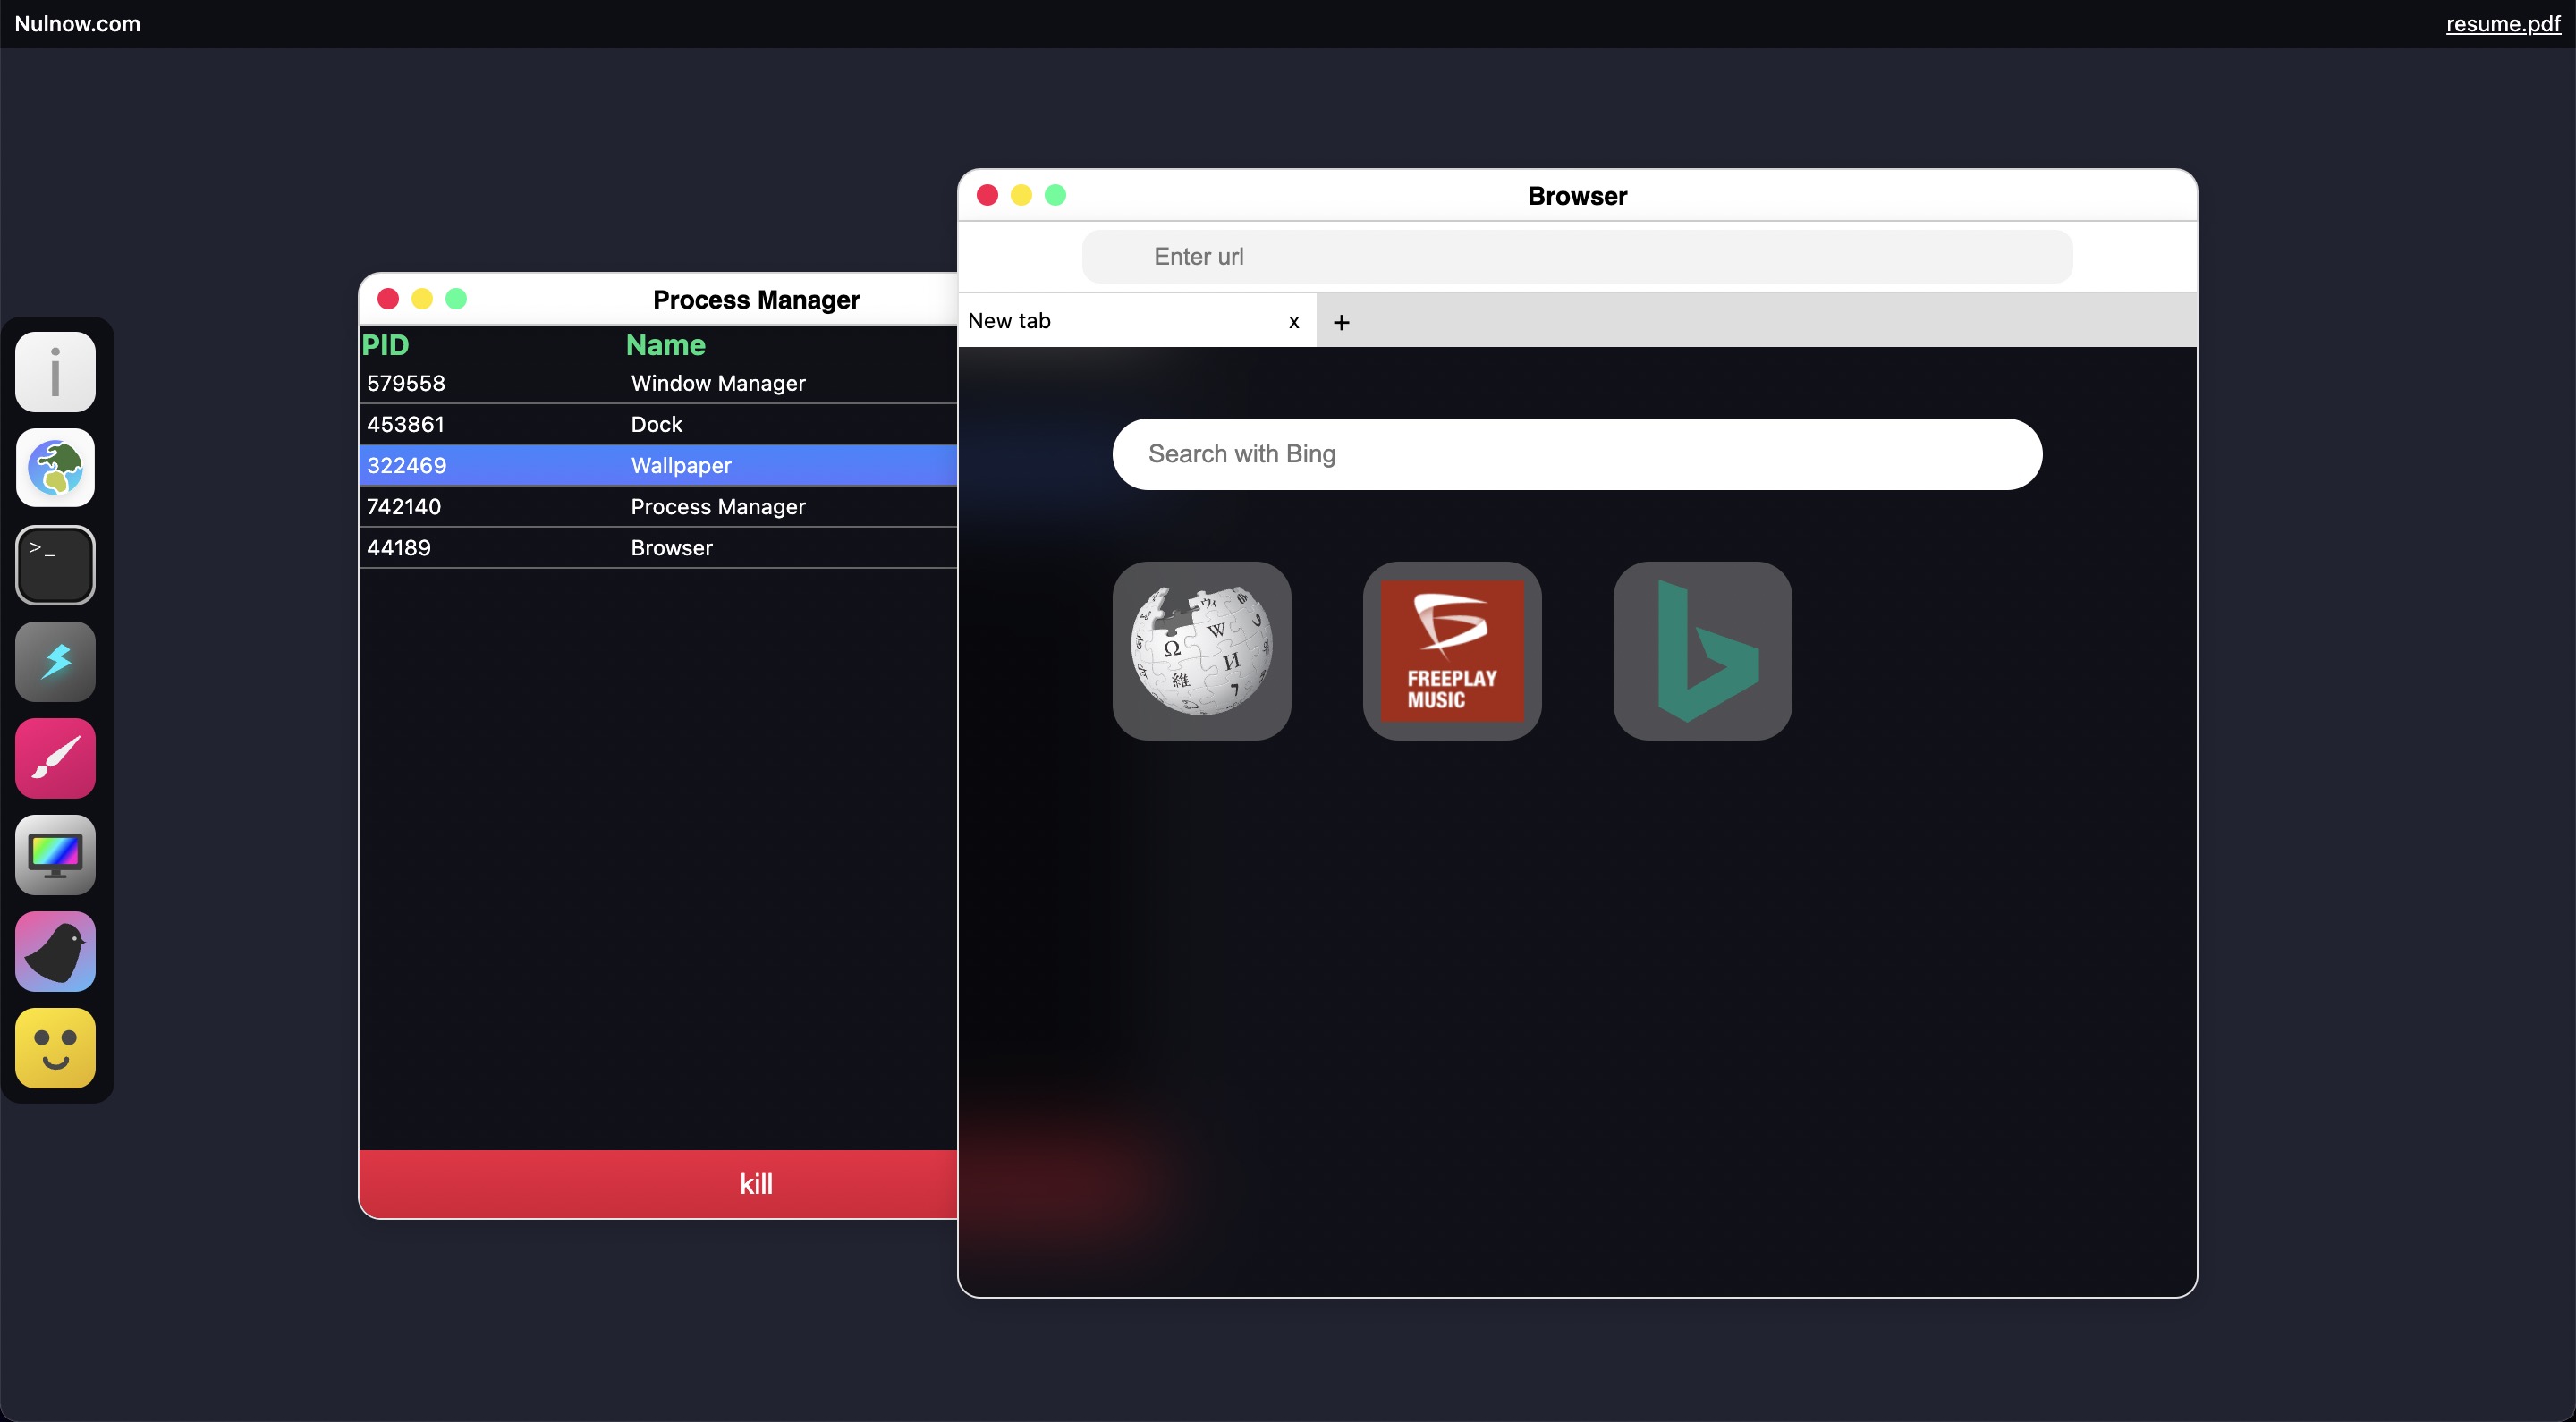 Nulnow.com
resume.pdf
Browser
Enter url
Process Manager
New tab
x
+
PID
Name
579558
Window Manager
453861
Dock
322469
Wallpaper
742140
Process Manager
44189
Browser
Search with Bing
i
>_
Ω
W
И
維
FREEPLAY
MUSIC
kill